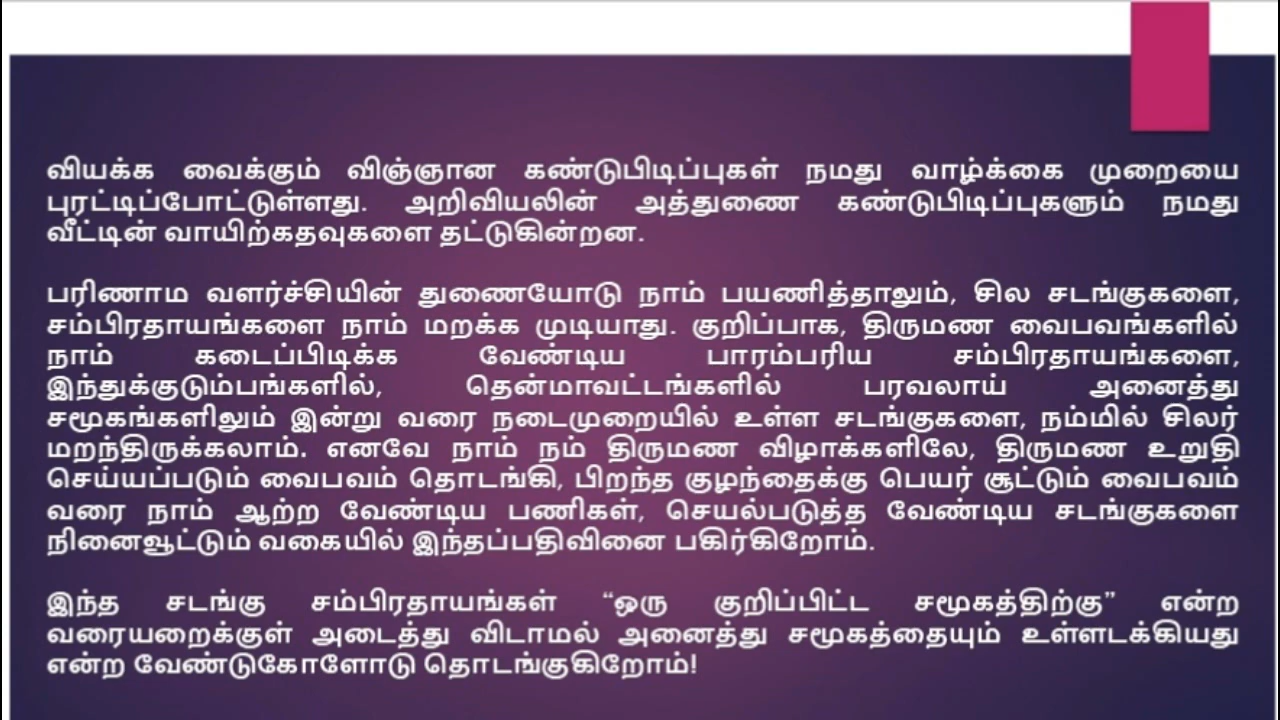 வியக்க வைக்கும் விஞ்ஞான கண்டுபிடிப்புகள் நமது வாழ்க்கை முறையை
புரட்டிப்போட்டுள்ளது. அறிவியலின் அத்துணை கண்டுபிடிப்புகளும் நமது
வீட்டின் வாயிற்கதவுகளை தட்டுகின்றன.
பரிணாம வளர்ச்சியின் துணையோடு நாம் பயணித்தாலும், சில சடங்குகளை,
சம்பிரதாயங்களை நாம் மறக்க முடியாது. குறிப்பாக, திருமண வைபவங்களில்
நாம் கடைப்பிடிக்க வேண்டிய பாரம்பரிய சம்பிரதாயங்களை,
இந்துக்குடும்பங்களில், தென்மாவட்டங்களில் பரவலாய் அனைத்து
சமூகங்களிலும் இன்று வரை நடைமுறையில் உள்ள சடங்குகளை, நம்மில் சிலர்
மறந்திருக்கலாம். எனவே நாம் நம் திருமண விழாக்களிலே, திருமண உறுதி
செய்யப்படும் வைபவம் தொடங்கி, பிறந்த குழந்தைக்கு பெயர் சூட்டும் வைபவம்
வரை நாம் ஆற்ற வேண்டிய பணிகள், செயல்படுத்த வேண்டிய சடங்குகளை
நினைவூட்டும் வகையில் இந்தப்பதிவினை பகிர்கிறோம்.
இந்த சடங்கு சம்பிரதாயங்கள் “ஒரு குறிப்பிட்ட சமூகத்திற்கு” என்ற
வரையறைக்குள் அடைத்து விடாமல் அனைத்து சமூகத்தையும் உள்ளடக்கியது
என்ற வேண்டுகோளோடு தொடங்குகிறோம்!